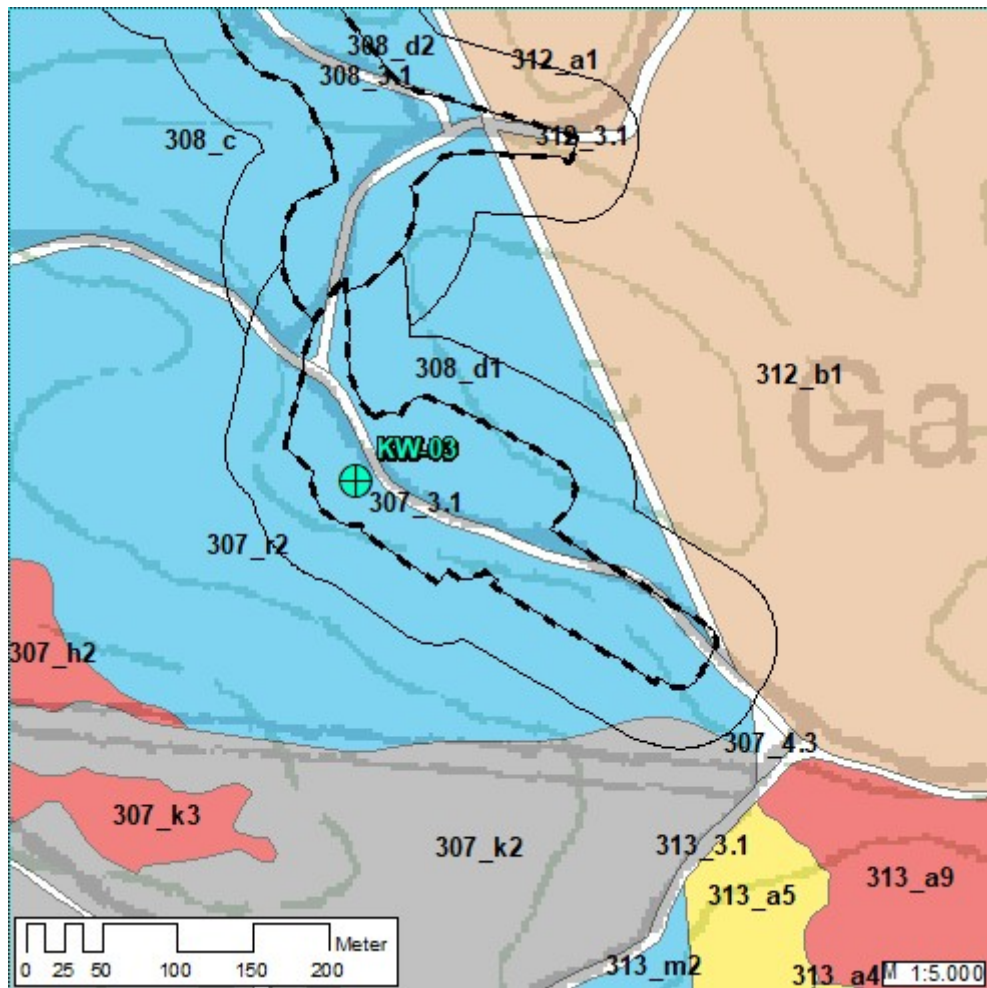 308_d2
312_a1
308_3.1
308_c
312_3.1
308_d1
312_b1
Ga
KW-03
307_3.1
307_r2
307_h2
307_4.3
307_k3
307_k2
313_3.1
313_a9
313_a5
313_m2
313_a4
Meter
0 25 50 100 150 200
M 1:5.000